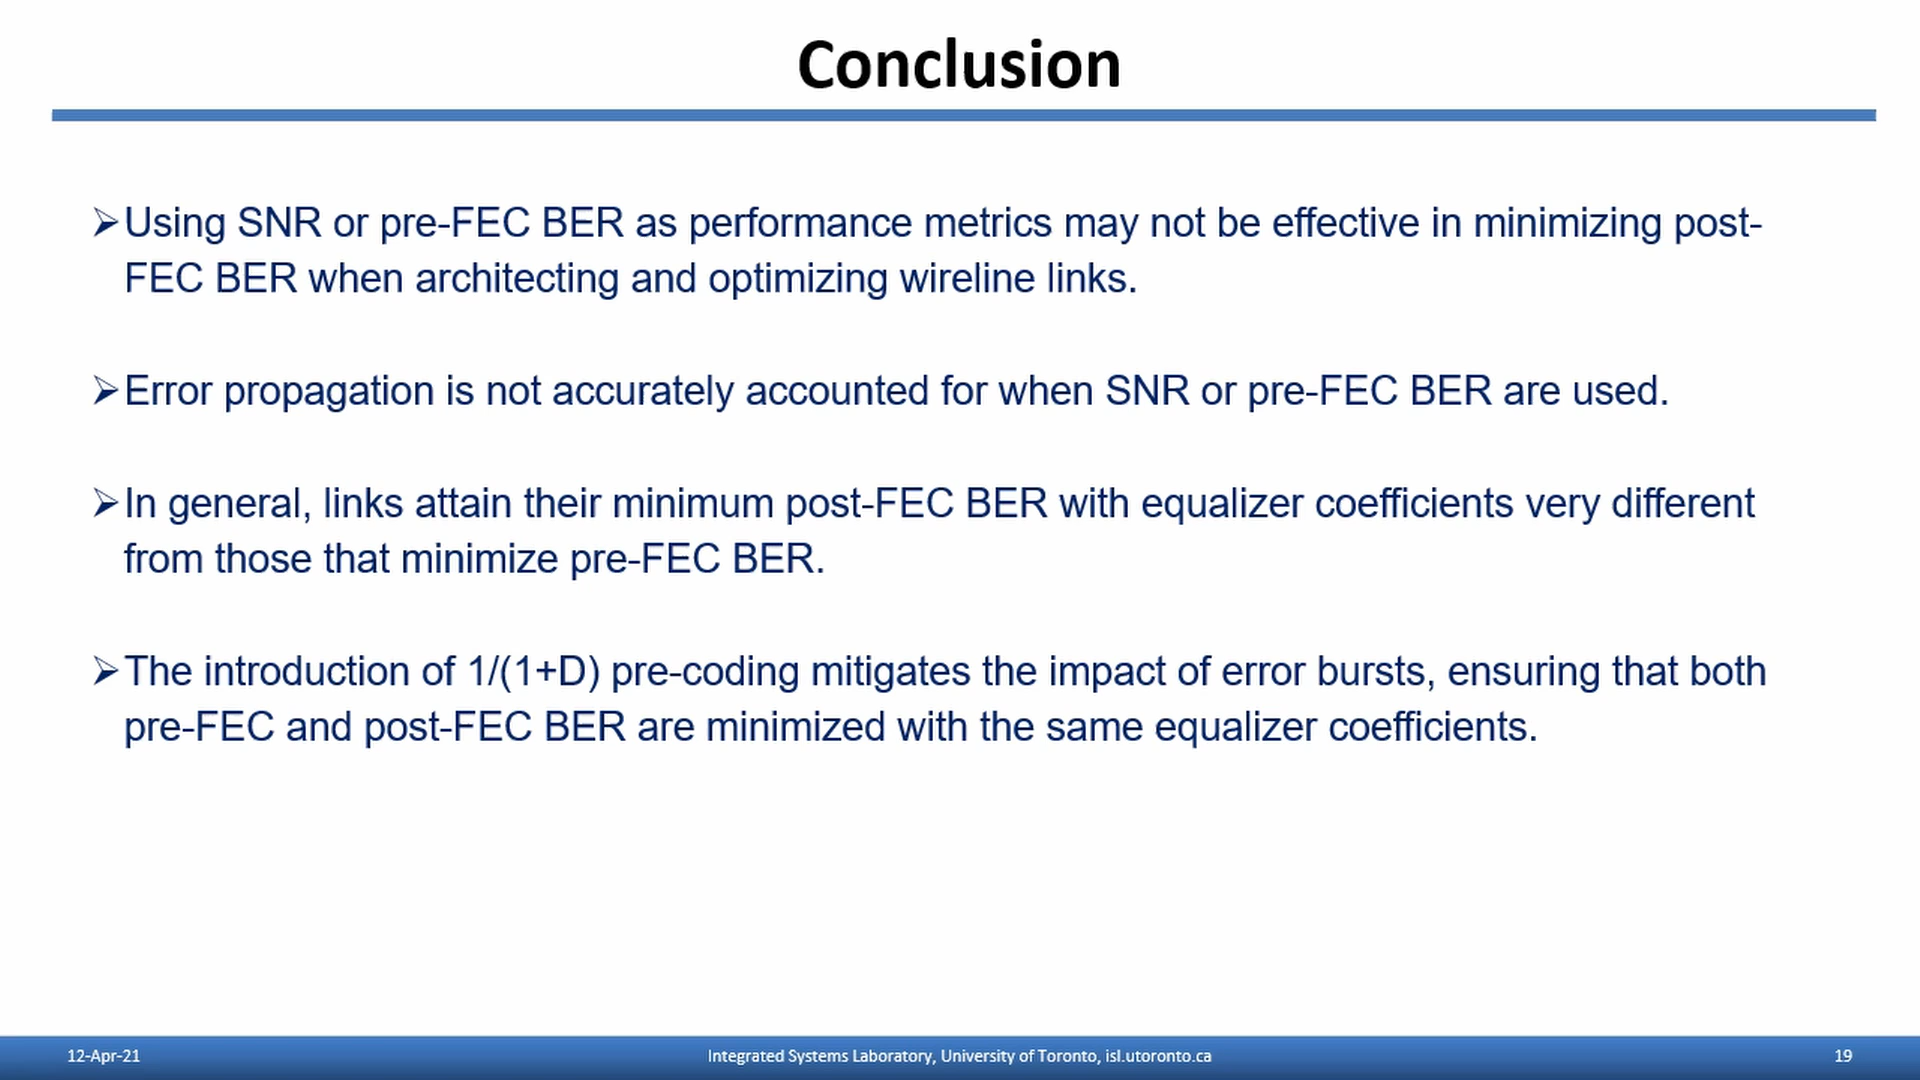 Conclusion
➢Using SNR or pre-FEC BER as performance metrics may not be effective in minimizing post-
FEC BER when architecting and optimizing wireline links.
➢Error propagation is not accurately accounted for when SNR or pre-FEC BER are used.
➢In general, links attain their minimum post-FEC BER with equalizer coefficients very different
from those that minimize pre-FEC BER.
➢The introduction of 1/(1+D) pre-coding mitigates the impact of error bursts, ensuring that both
pre-FEC and post-FEC BER are minimized with the same equalizer coefficients.
12-Apr-21
Integrated Systems Laboratory, University of Toronto, isl.utoronto.ca
19